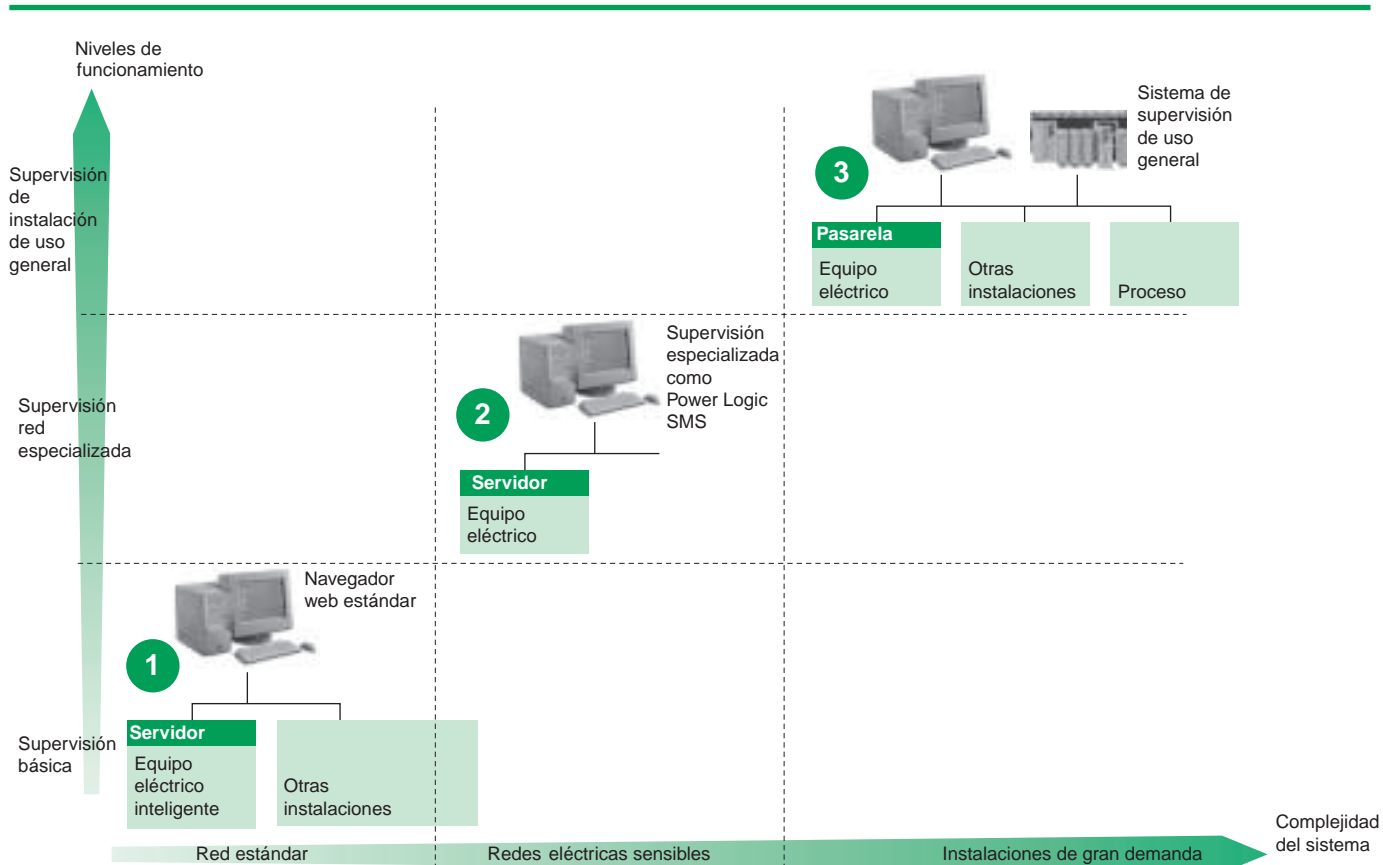 Niveles de
funcionamiento
Supervisión
de
instalación
de uso
general
3
Sistema de
supervisión
de uso
general
Pasarela
Equipo
eléctrico
Otras
instalaciones
Proceso
Supervisión
red
especializada
2
Supervisión
especializada
como
Power Logic
SMS
Servidor
Equipo
eléctrico
Navegador
web estándar
1
Supervisión
básica
Servidor
Equipo
eléctrico
inteligente
Otras
instalaciones
Red estándar
Redes eléctricas sensibles
Instalaciones de gran demanda
Complejidad
del sistema